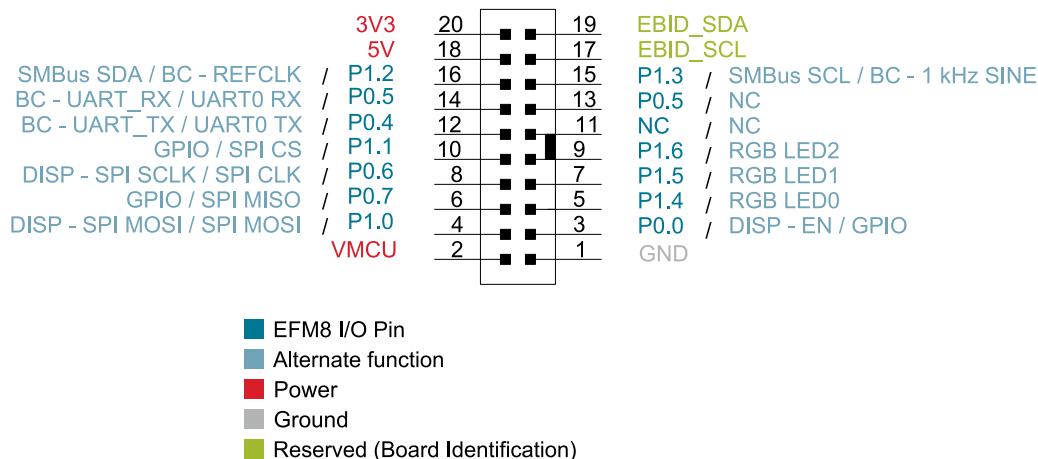 3V3 20 19 EBID_SDA
5V 18 17 EBID_SCL
SMBus SDA / BC - REFCLK / P1.2 16 15 P1.3 / SMBus SCL / BC - 1 kHz SINE
BC - UART_RX / UART0 RX / P0.5 14 13 P0.5 / NC
BC - UART_TX / UART0 TX / P0.4 12 11 NC / NC
GPIO / SPI CS / P1.1 10 9 P1.6 / RGB LED2
DISP - SPI SCLK / SPI CLK / P0.6 8 7 P1.5 / RGB LED1
GPIO / SPI MISO / P0.7 6 5 P1.4 / RGB LED0
DISP - SPI MOSI / SPI MOSI / P1.0 4 3 P0.0 / DISP - EN / GPIO
VMCU 2 1 GND
EFM8 I/O Pin
Alternate function
Power
Ground
Reserved (Board Identification)